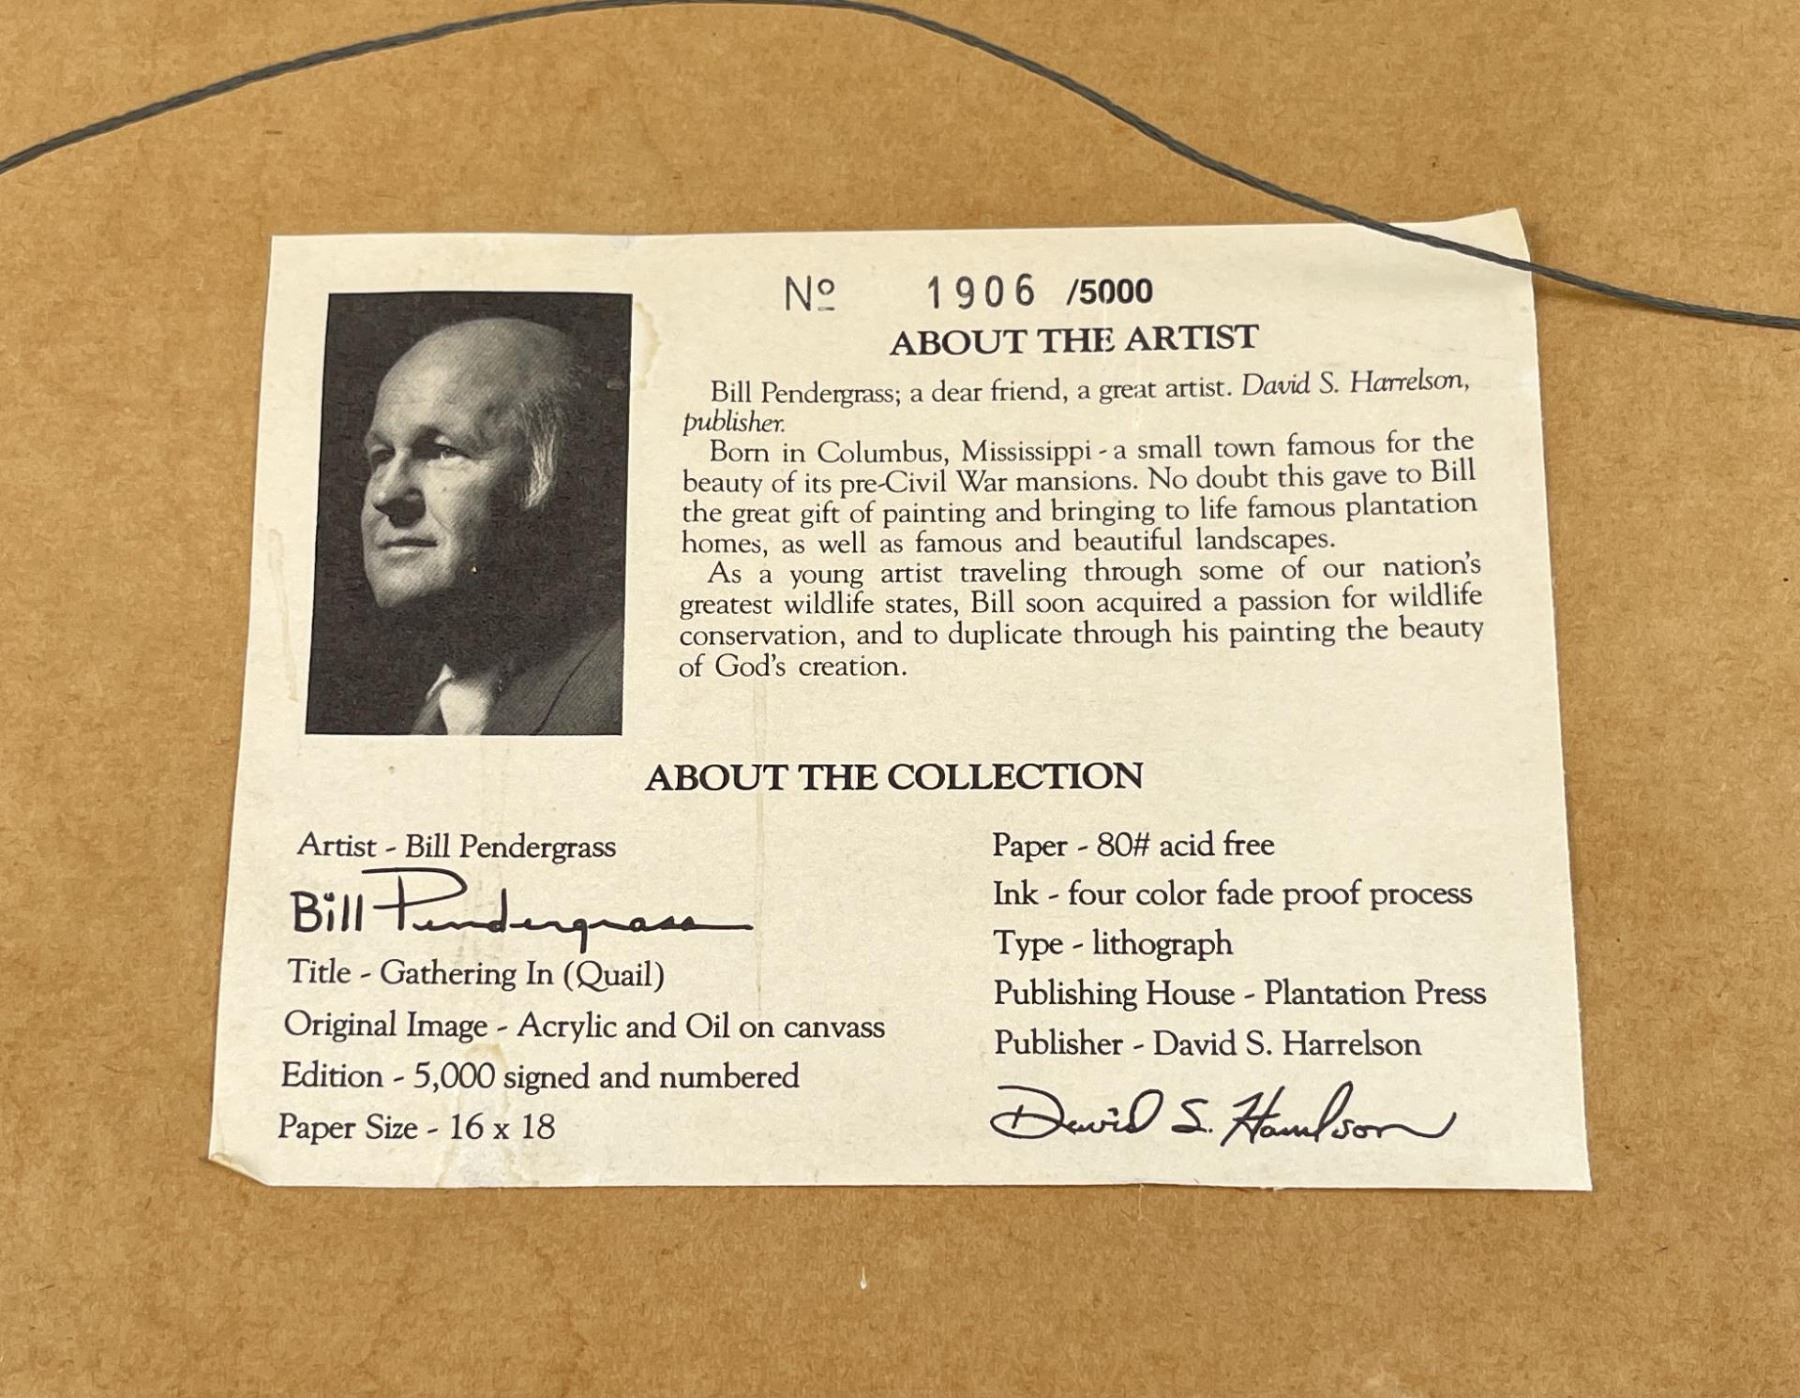 Nº 1906 /5000
ABOUT THE ARTIST
Bill Pendergrass; a dear friend, a great artist. David S. Harrelson,
publisher.
Born in Columbus, Mississippi - a small town famous for the
beauty of its pre-Civil War mansions. No doubt this gave to Bill
the great gift of painting and bringing to life famous plantation
homes, as well as famous and beautiful landscapes.
As a young artist traveling through some of our nation's
greatest wildlife states, Bill soon acquired a passion for wildlife
conservation, and to duplicate through his painting the beauty
of God's creation.
ABOUT THE COLLECTION
Artist - Bill Pendergrass
Bill Pendergrass
Title - Gathering In (Quail)
Original Image - Acrylic and Oil on canvass
Edition - 5,000 signed and numbered
Paper Size - 16 x 18
Paper - 80# acid free
Ink - four color fade proof process
Type - lithograph
Publishing House - Plantation Press
Publisher - David S. Harrelson
David S. Harrelson